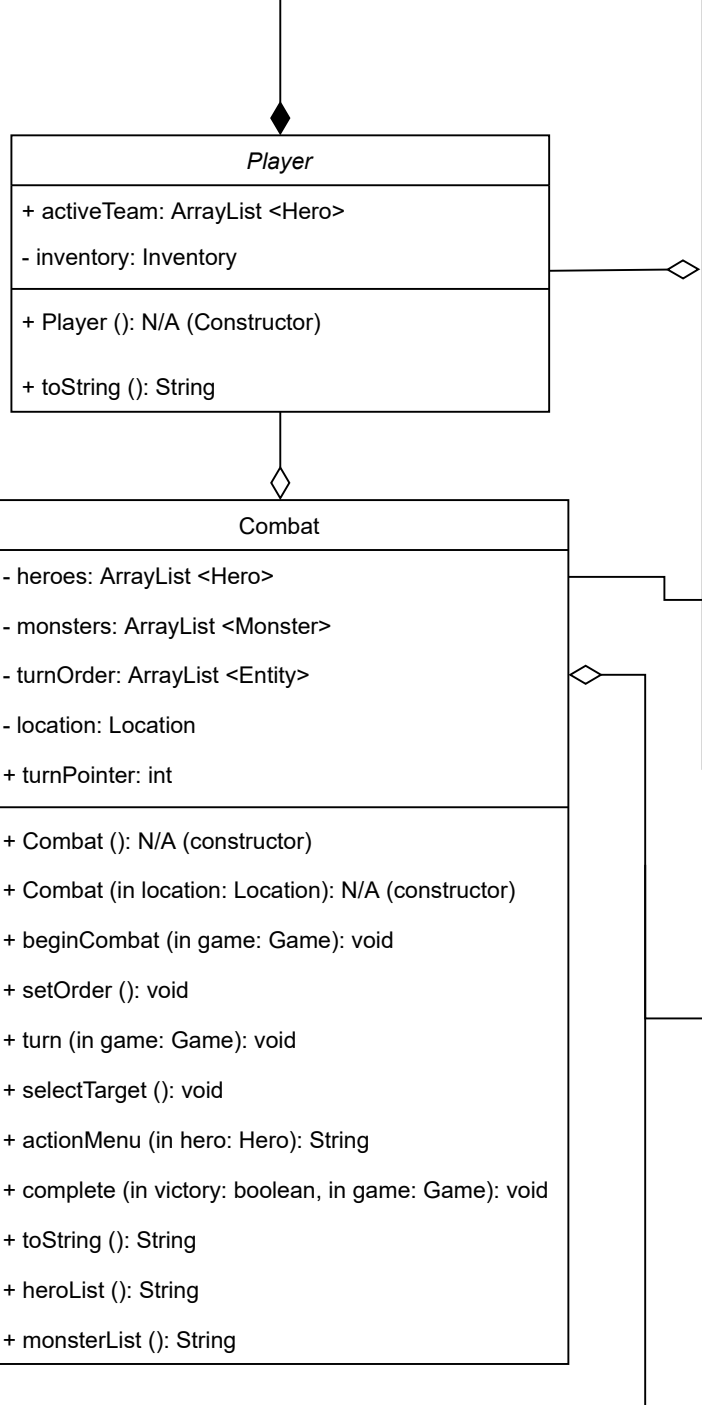 Player
+ activeTeam: ArrayList <Hero>
- inventory: Inventory
+ Player (): N/A (Constructor)
+ toString (): String
Combat
- heroes: ArrayList <Hero>
- monsters: ArrayList <Monster>
- turnOrder: ArrayList <Entity>
- location: Location
+ turnPointer: int
+ Combat (): N/A (constructor)
+ Combat (in location: Location): N/A (constructor)
+ beginCombat (in game: Game): void
+ setOrder (): void
+ turn (in game: Game): void
+ selectTarget (): void
+ actionMenu (in hero: Hero): String
+ complete (in victory: boolean, in game: Game): void
+ toString (): String
+ heroList (): String
+ monsterList (): String